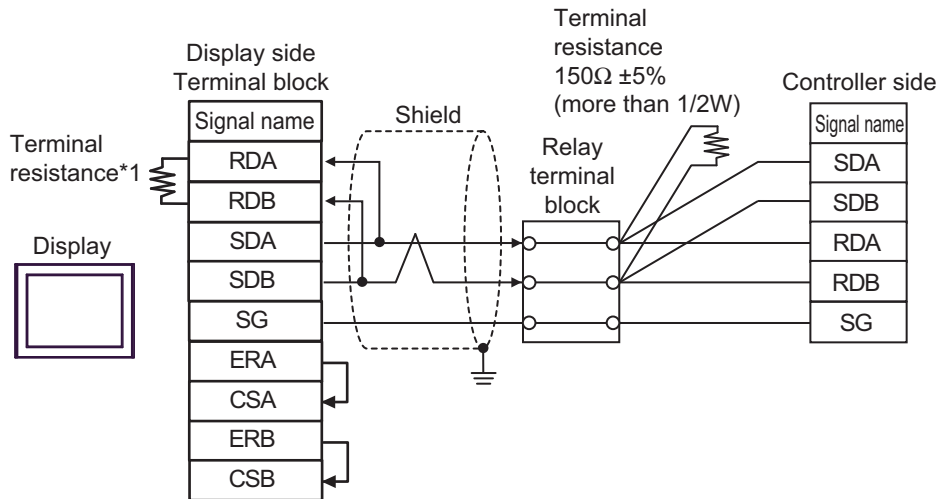 Display side
Terminal block
Signal name
RDA
RDB
SDA
SDB
SG
ERA
CSA
ERB
CSB
Terminal
resistance*1
Display
Shield
Relay
terminal
block
Terminal
resistance
150Ω ±5%
(more than 1/2W)
Controller side
Signal name
SDA
SDB
RDA
RDB
SG